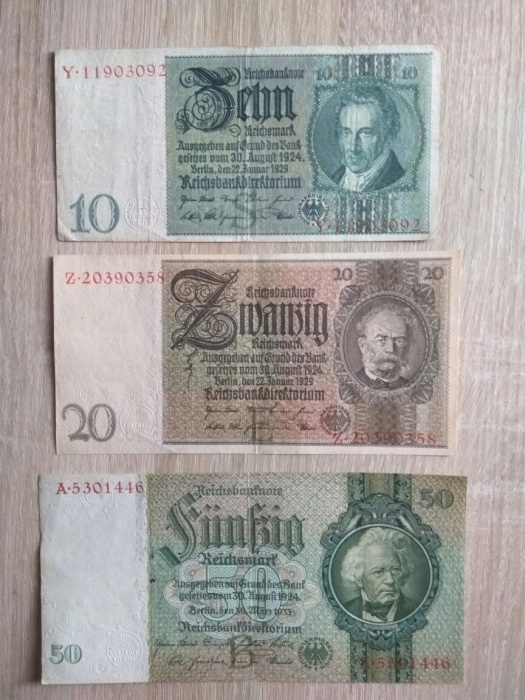 Y·11903092
Reichsbanknote
10 10
Zehn
Reichsmark
Ausgegeben auf Grund des Bank
gesetzes vom 30. August 1924.
Berlin, den 22. Januar 1929
Reichsbankdirektorium
10
Y·11903092
Z·20390358
20 20
Reichsbanknote
Zwanzig
Reichsmark
Ausgegeben auf Grund des Bank
gesetzes vom 30. August 1924
Berlin, den 22. Januar 1929
Reichsbankdirektorium
20
Z·20390358
A·5301446
Reichsbanknote
50
Fünfzig
Reichsmark
Ausgegeben auf Grund des Bank
gesetzes vom 30. August 1924.
Berlin, den 30. März 1933.
Reichsbankdirektorium
50
A·5301446